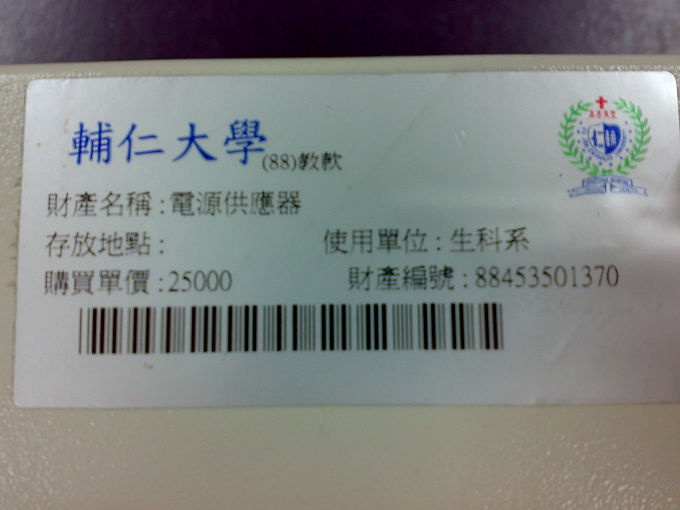 輔仁大學(88)教軟
財產名稱：電源供應器
存放地點：
使用單位：生科系
購買單價：25000
財產編號：88453501370